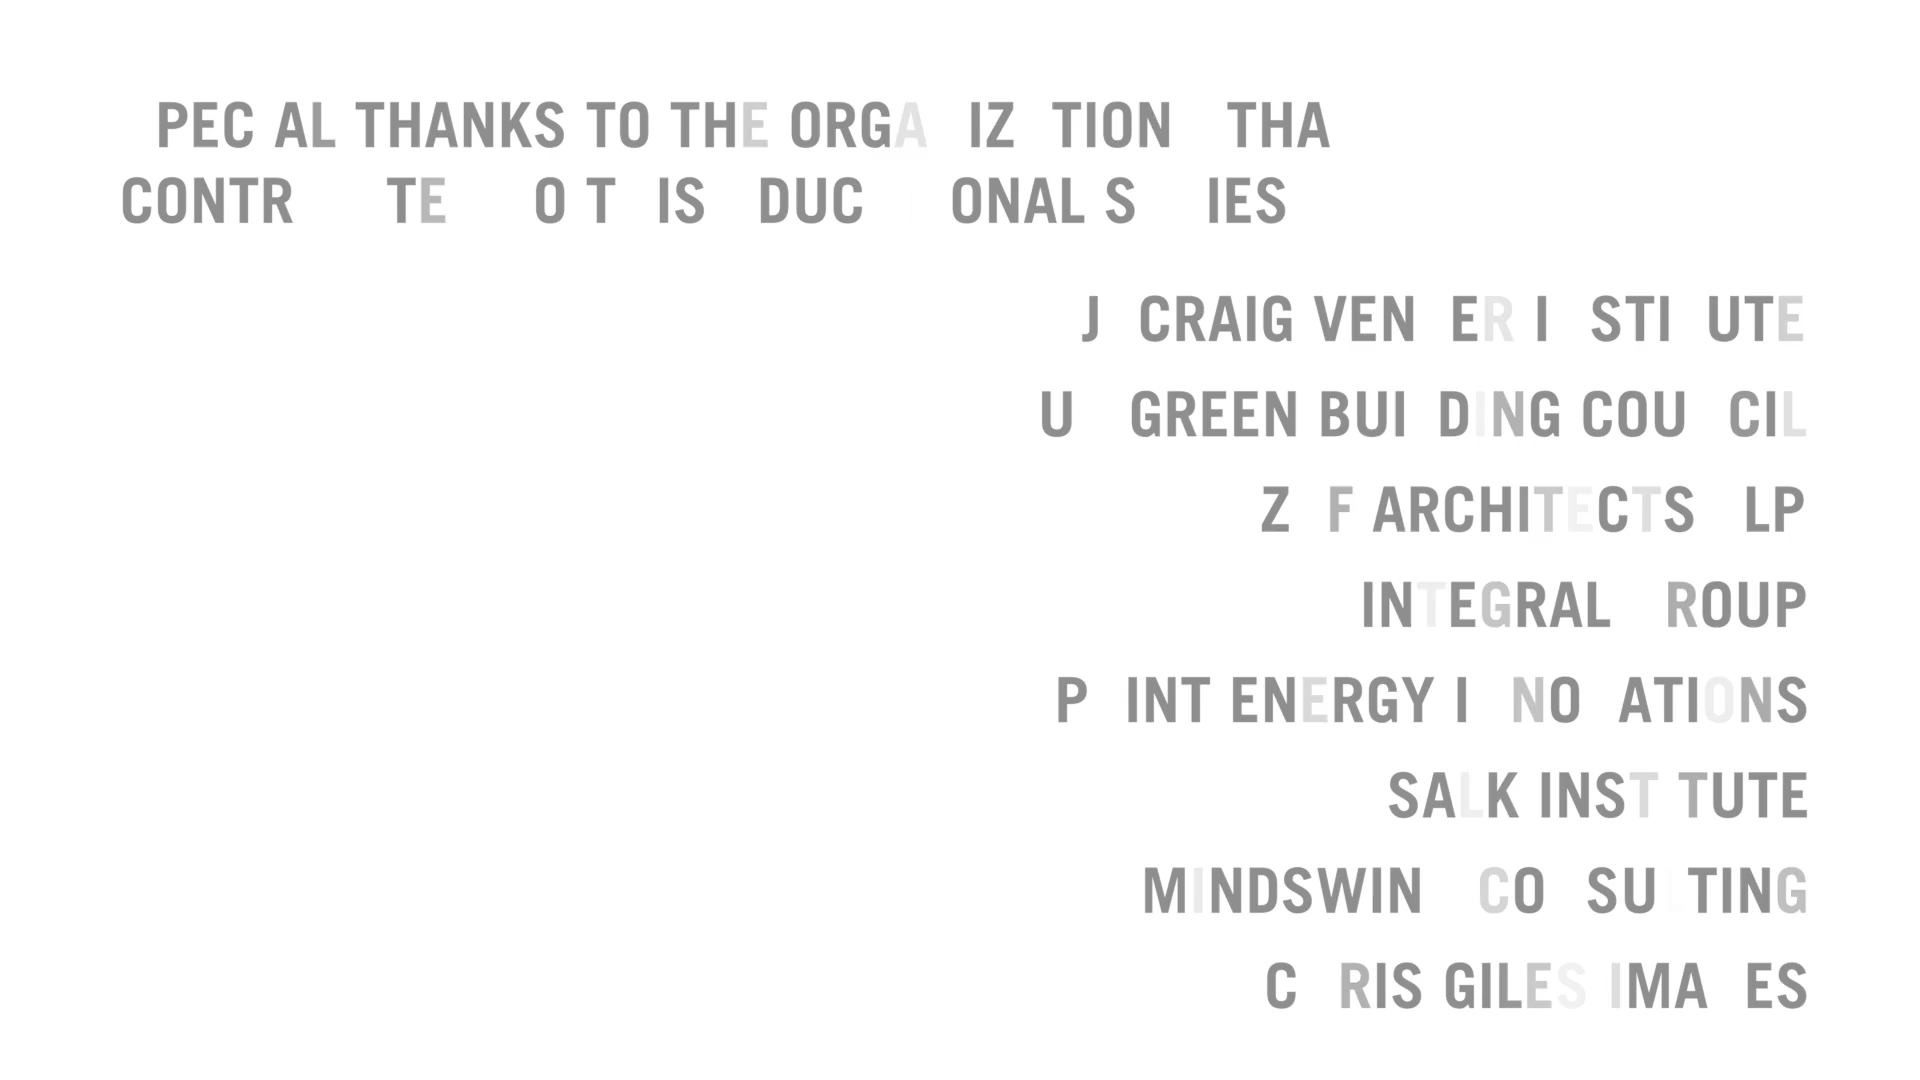 PEC AL THANKS TO THE ORGA IZ TION THA
CONTR TE O T IS DUC ONAL S IES
J CRAIG VEN ER I STI UTE
U GREEN BUI DING COU CIL
Z F ARCHITECTS LP
INTEGRAL ROUP
P INT ENERGY I NO ATIONS
SALK INST TUTE
MINDSWIN CO SU TING
C RIS GILES IMA ES